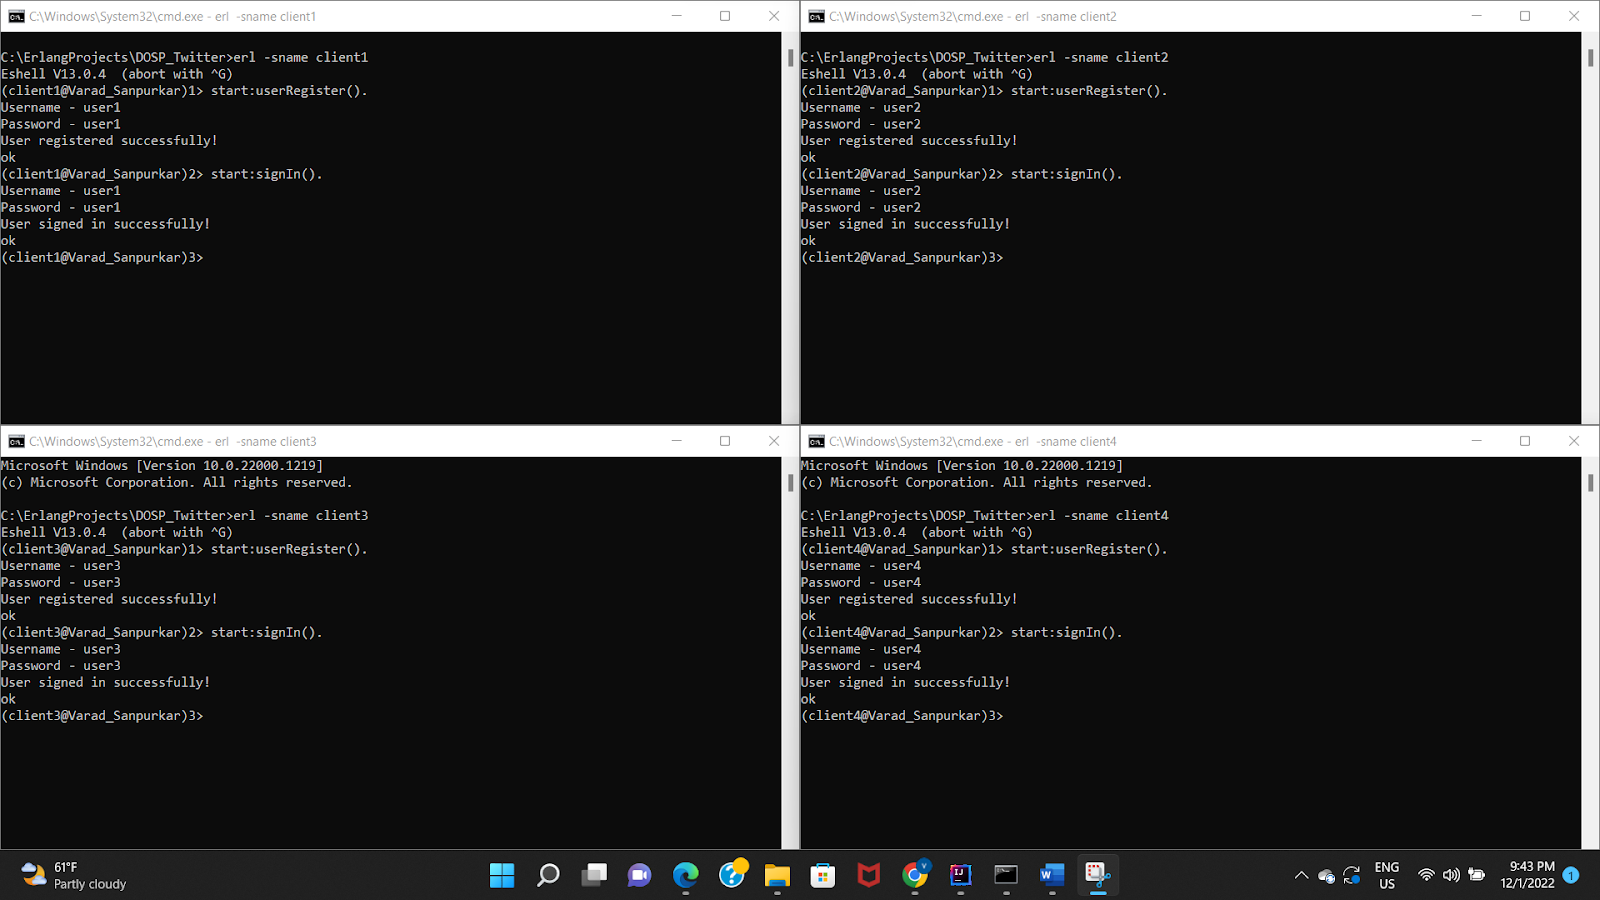 C:\Windows\System32\cmd.exe - erl  -sname client1
C:\ErlangProjects\DOSP_Twitter>erl -sname client1
Eshell V13.0.4  (abort with ^G)
(client1@Varad_Sanpurkar)1> start:userRegister().
Username - user1
Password - user1
User registered successfully!
ok
(client1@Varad_Sanpurkar)2> start:signIn().
Username - user1
Password - user1
User signed in successfully!
ok
(client1@Varad_Sanpurkar)3>
C:\Windows\System32\cmd.exe - erl  -sname client2
C:\ErlangProjects\DOSP_Twitter>erl -sname client2
Eshell V13.0.4  (abort with ^G)
(client2@Varad_Sanpurkar)1> start:userRegister().
Username - user2
Password - user2
User registered successfully!
ok
(client2@Varad_Sanpurkar)2> start:signIn().
Username - user2
Password - user2
User signed in successfully!
ok
(client2@Varad_Sanpurkar)3>
C:\Windows\System32\cmd.exe - erl  -sname client3
Microsoft Windows [Version 10.0.22000.1219]
(c) Microsoft Corporation. All rights reserved.
C:\ErlangProjects\DOSP_Twitter>erl -sname client3
Eshell V13.0.4  (abort with ^G)
(client3@Varad_Sanpurkar)1> start:userRegister().
Username - user3
Password - user3
User registered successfully!
ok
(client3@Varad_Sanpurkar)2> start:signIn().
Username - user3
Password - user3
User signed in successfully!
ok
(client3@Varad_Sanpurkar)3>
C:\Windows\System32\cmd.exe - erl  -sname client4
Microsoft Windows [Version 10.0.22000.1219]
(c) Microsoft Corporation. All rights reserved.
C:\ErlangProjects\DOSP_Twitter>erl -sname client4
Eshell V13.0.4  (abort with ^G)
(client4@Varad_Sanpurkar)1> start:userRegister().
Username - user4
Password - user4
User registered successfully!
ok
(client4@Varad_Sanpurkar)2> start:signIn().
Username - user4
Password - user4
User signed in successfully!
ok
(client4@Varad_Sanpurkar)3>
61°F
Partly cloudy
ENG
US
9:43 PM
12/1/2022
1